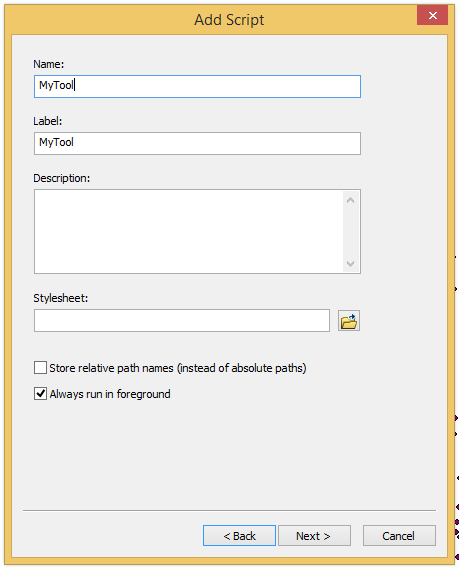 Add Script
Name:
MyTool
Label:
MyTool
Description:
Stylesheet:
Store relative path names (instead of absolute paths)
Always run in foreground
< Back Next > Cancel